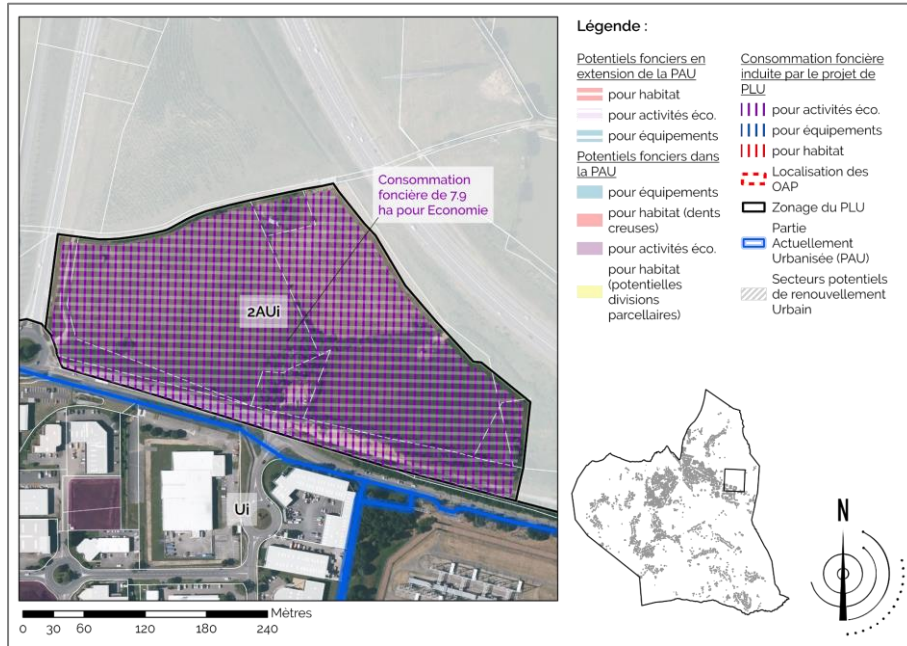 Consommation
foncière de 7.9
ha pour Economie
2AUi
Ui
Mètres
0 30 60 120 180 240
Légende :
Potentiels fonciers en
extension de la PAU
pour habitat
pour activités éco.
pour équipements
Potentiels fonciers dans
la PAU
pour équipements
pour habitat (dents
creuses)
pour activités éco.
pour habitat
(potentielles
divisions
parcellaires)
Consommation foncière
induite par le projet de
PLU
pour activités éco.
pour équipements
pour habitat
Localisation des
OAP
Zonage du PLU
Partie
Actuellement
Urbanisée (PAU)
Secteurs potentiels
de renouvellement
Urbain
N